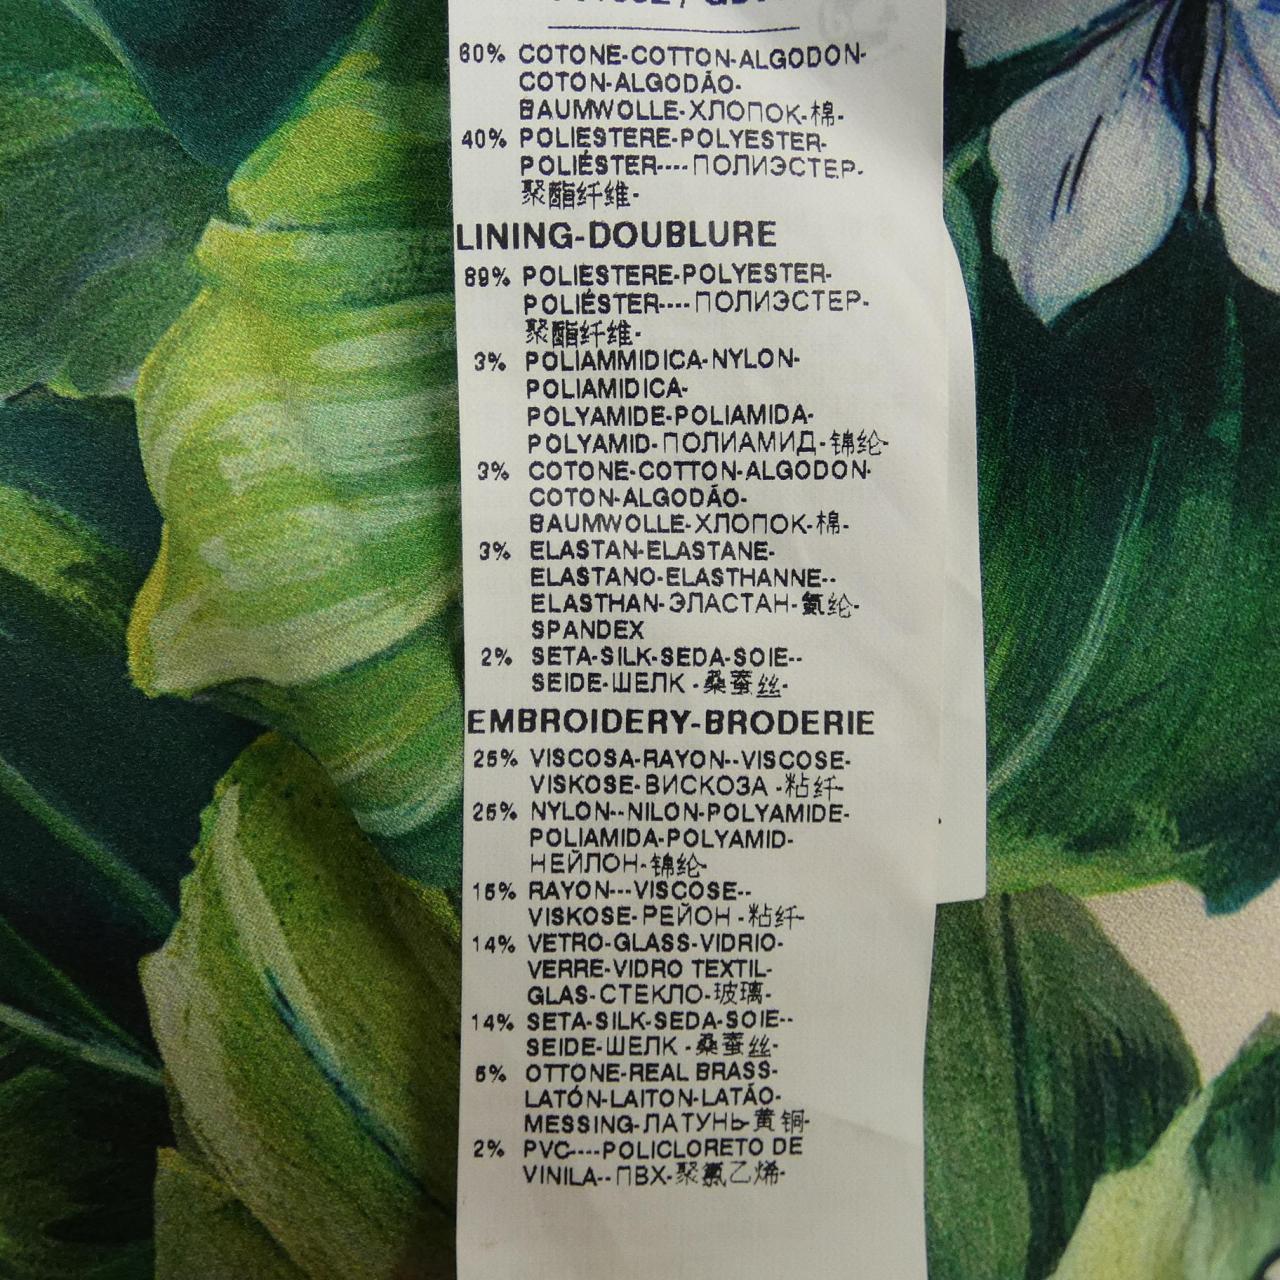 60% COTONE-COTTON-ALGODON-
COTON-ALGODÃO-
BAUMWOLLE-ХЛОПОК-棉-
40% POLIESTERE-POLYESTER-
POLIÉSTER----ПОЛИЭСТЕР-
聚酯纤维-
LINING-DOUBLURE
89% POLIESTERE-POLYESTER-
POLIÉSTER----ПОЛИЭСТЕР-
聚酯纤维-
3% POLIAMMIDICA-NYLON-
POLIAMIDICA-
POLYAMIDE-POLIAMIDA-
POLYAMID-ПОЛИАМИД-锦纶-
3% COTONE-COTTON-ALGODON-
COTON-ALGODÃO-
BAUMWOLLE-ХЛОПОК-棉-
3% ELASTAN-ELASTANE-
ELASTANO-ELASTHANNE--
ELASTHAN-ЭЛАСТАН-氨纶-
SPANDEX
2% SETA-SILK-SEDA-SOIE--
SEIDE-ШЕЛК -桑蚕丝-
EMBROIDERY-BRODERIE
25% VISCOSA-RAYON--VISCOSE-
VISKOSE-ВИСКОЗА -粘纤-
25% NYLON--NILON-POLYAMIDE-
POLIAMIDA-POLYAMID-
НЕЙЛОН-锦纶-
15% RAYON---VISCOSE--
VISKOSE-РЕЙОН -粘纤-
14% VETRO-GLASS-VIDRIO-
VERRE-VIDRO TEXTIL-
GLAS-СТЕКЛО-玻璃-
14% SETA-SILK-SEDA-SOIE--
SEIDE-ШЕЛК -桑蚕丝-
5% OTTONE-REAL BRASS-
LATÓN-LAITON-LATÃO-
MESSING-ЛАТУНЬ-黄铜-
2% PVC----POLICLORETO DE
VINILA--ПВХ-聚氯乙烯-